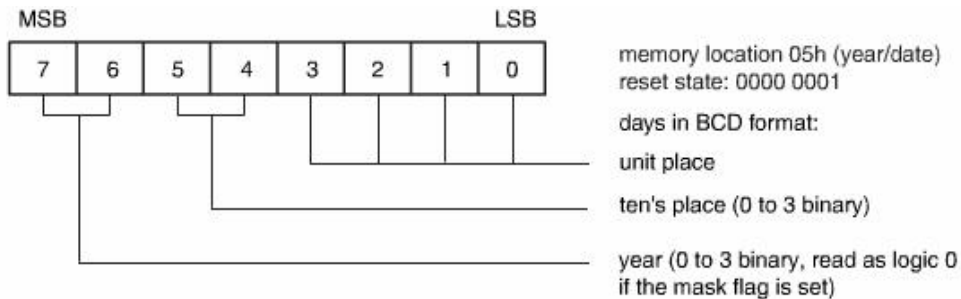 MSB LSB
7 6 5 4 3 2 1 0
memory location 05h (year/date)
reset state: 0000 0001
days in BCD format:
unit place
ten's place (0 to 3 binary)
year (0 to 3 binary, read as logic 0
if the mask flag is set)